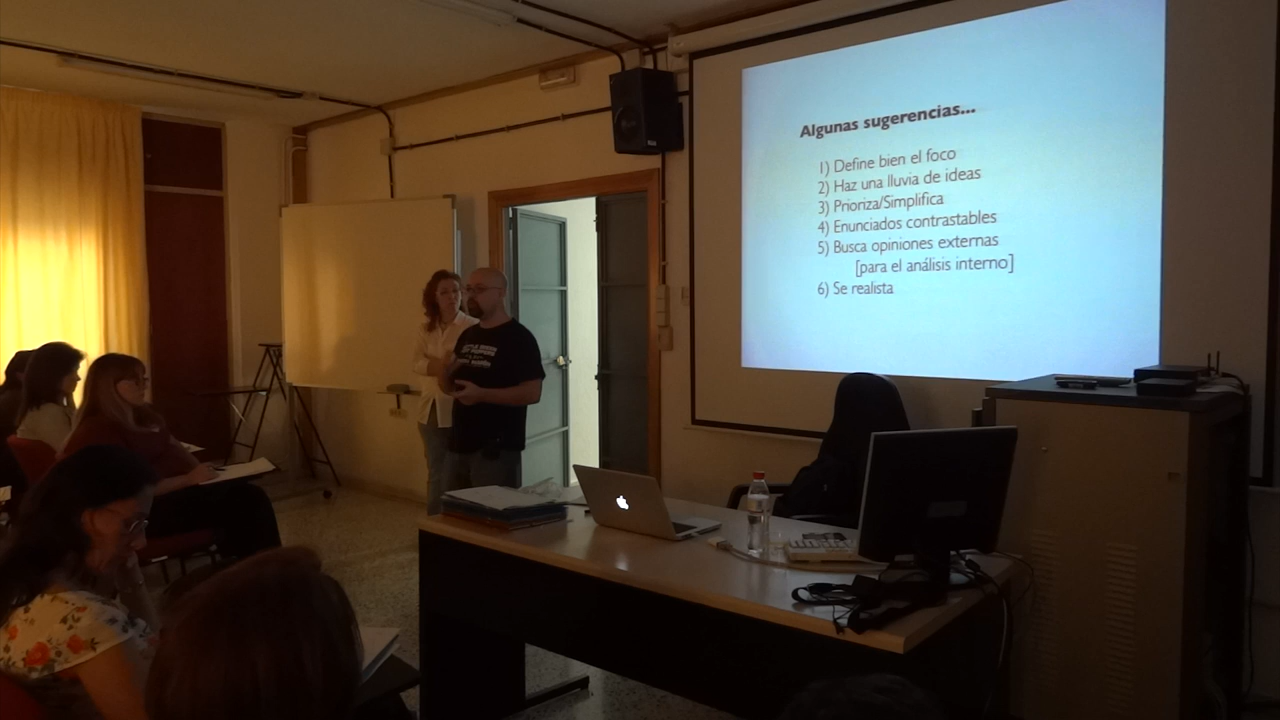 Algunas sugerencias...
1) Define bien el foco
2) Haz una lluvia de ideas
3) Prioriza/Simplifica
4) Enunciados contrastables
5) Busca opiniones externas
[para el análisis interno]
6) Se realista